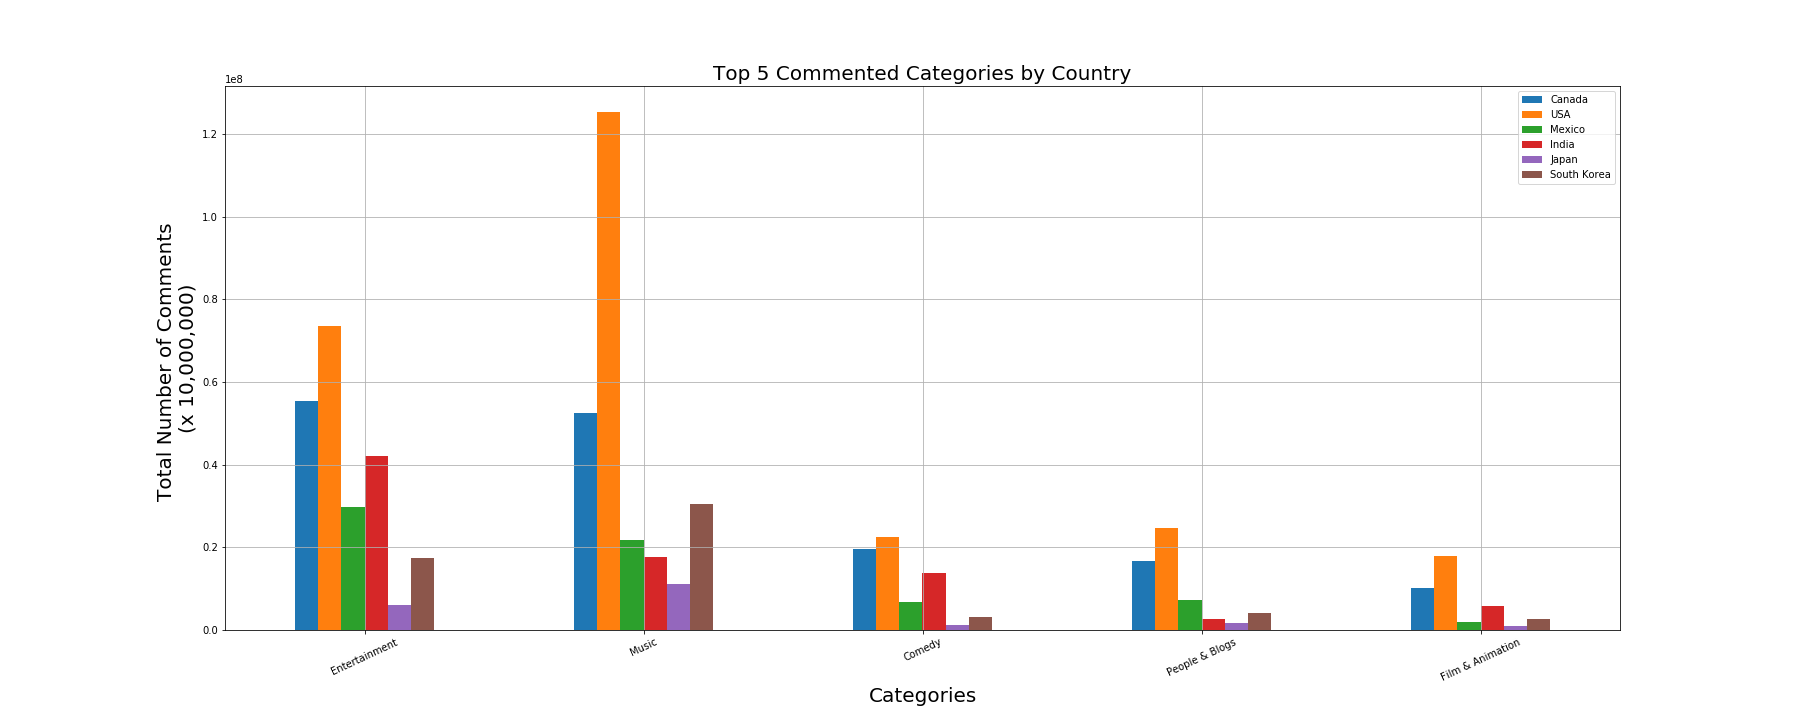 Top 5 Commented Categories by Country
1e8
Canada
USA
Mexico
India
Japan
South Korea
1.2
1.0
0.8
0.6
0.4
0.2
0.0
Total Number of Comments
(x 10,000,000)
Entertainment
Music
Comedy
People & Blogs
Film & Animation
Categories